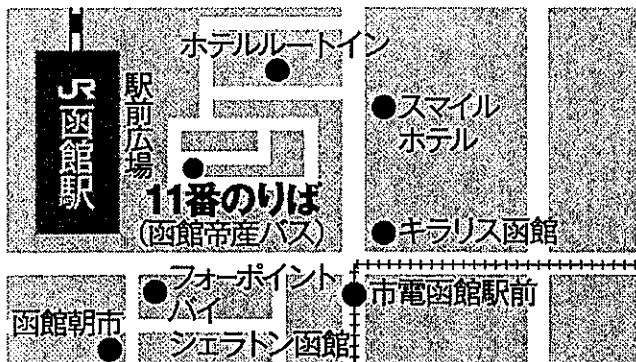 ホテルルートイン
JR函館駅
駅前広場
スマイル
ホテル
11番のりば
(函館帝産バス)
キラリス函館
フォーポイント
バイ
シェラトン函館
市電函館駅前
函館朝市